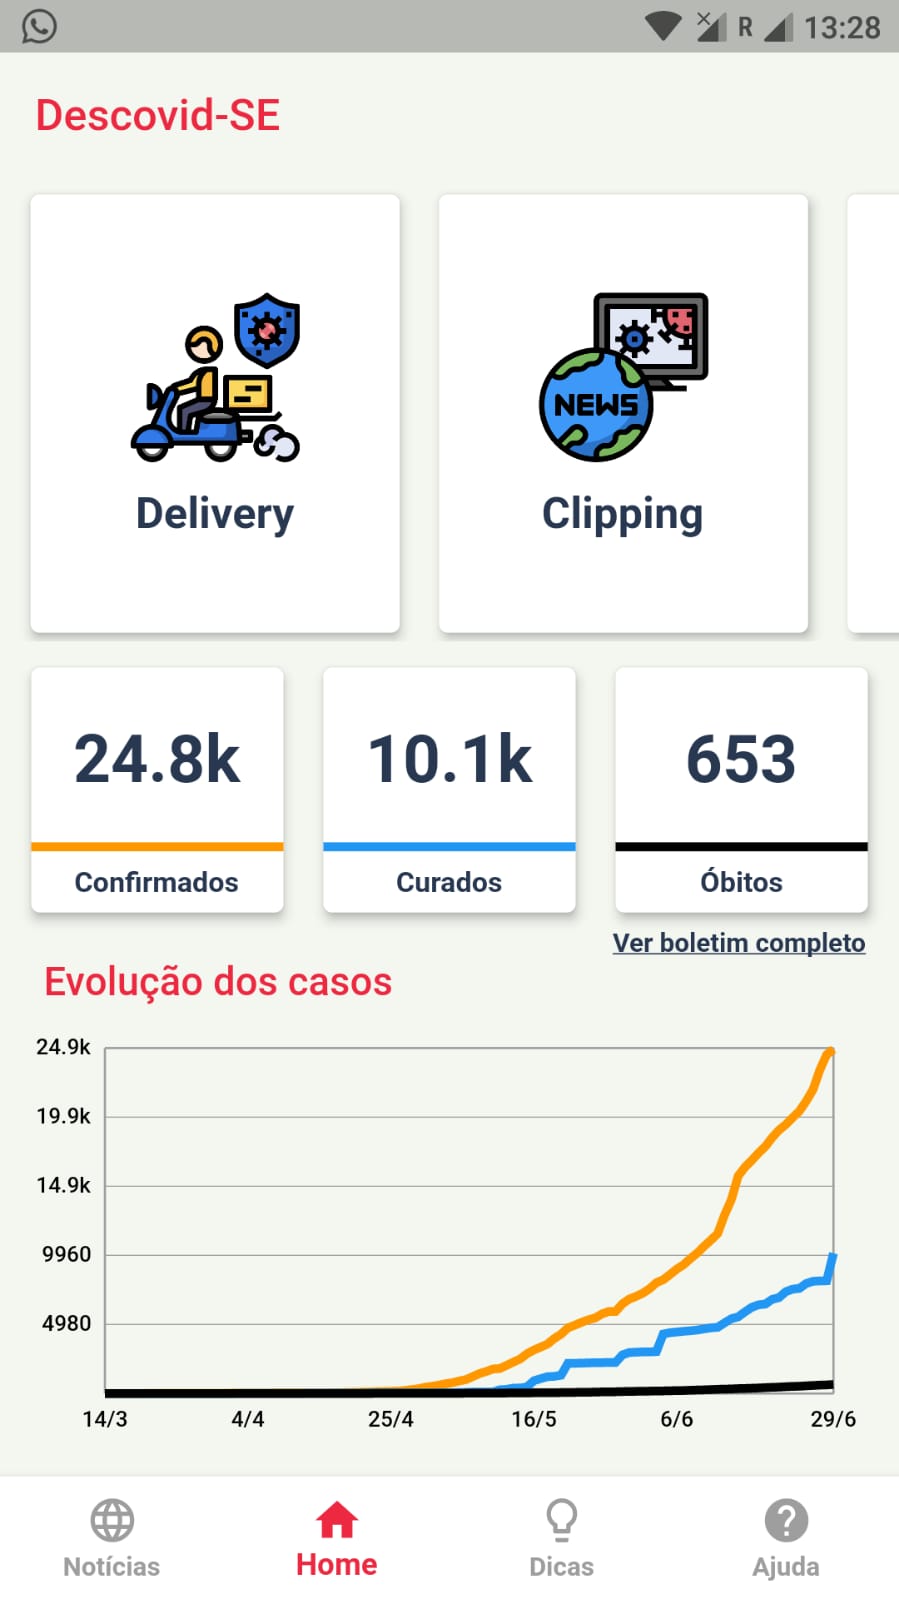 R 13:28
Descovid-SE
NEWS
Delivery
Clipping
24.8k
10.1k
653
Confirmados
Curados
Óbitos
Ver boletim completo
Evolução dos casos
24.9k
19.9k
14.9k
9960
4980
14/3 4/4 25/4 16/5 6/6 29/6
Notícias
Home
Dicas
Ajuda